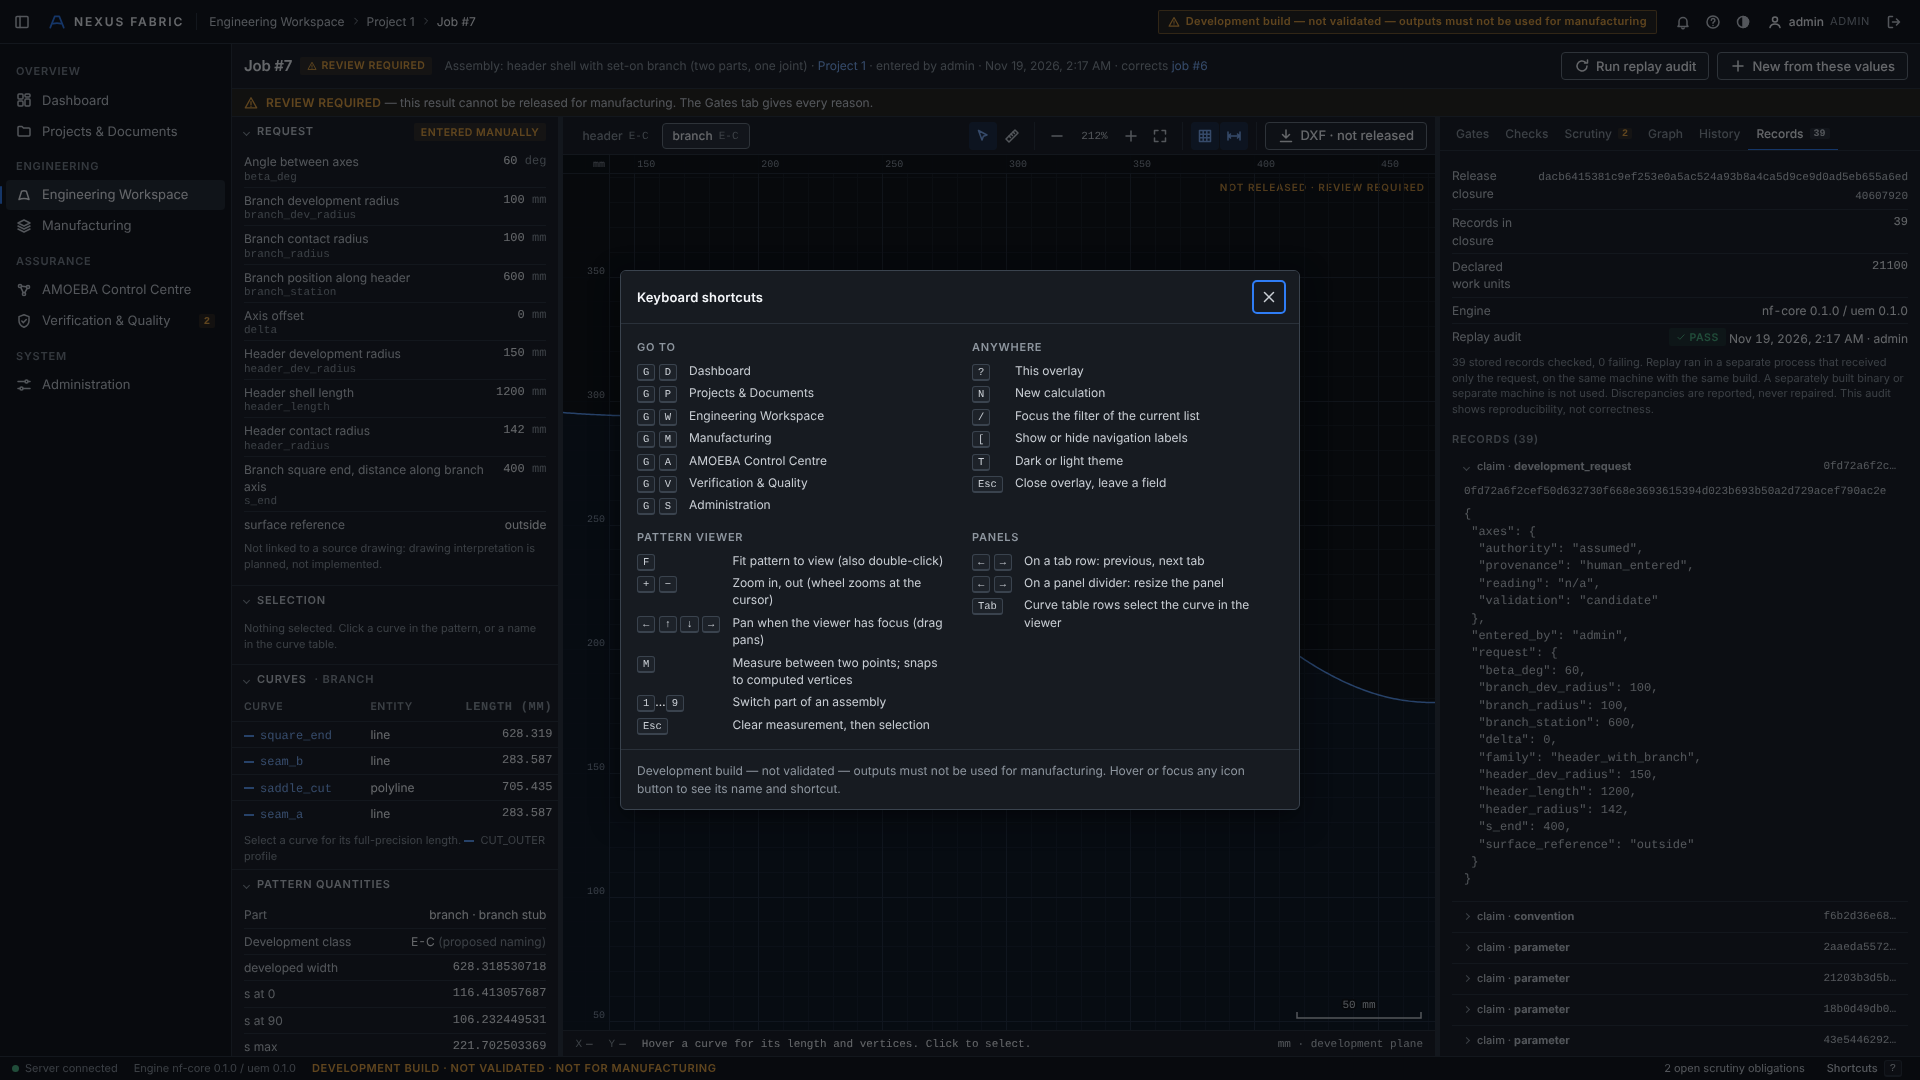 NEXUS FABRIC
Engineering Workspace › Project 1 › Job #7
Development build — not validated — outputs must not be used for manufacturing
admin ADMIN
OVERVIEW
Dashboard
Projects & Documents
ENGINEERING
Engineering Workspace
Manufacturing
ASSURANCE
AMOEBA Control Centre
Verification & Quality 2
SYSTEM
Administration
Job #7 REVIEW REQUIRED Assembly: header shell with set-on branch (two parts, one joint) · Project 1 · entered by admin · Nov 19, 2026, 2:17 AM · corrects job #6
Run replay audit
New from these values
REVIEW REQUIRED — this result cannot be released for manufacturing. The Gates tab gives every reason.
REQUEST ENTERED MANUALLY
Angle between axes 60 deg
beta_deg
Branch development radius 100 mm
branch_dev_radius
Branch contact radius 100 mm
branch_radius
Branch position along header 600 mm
branch_station
Axis offset 0 mm
delta
Header development radius 150 mm
header_dev_radius
Header shell length 1200 mm
header_length
Header contact radius 142 mm
header_radius
Branch square end, distance along branch 400 mm
axis
s_end
surface reference outside
Not linked to a source drawing: drawing interpretation is
planned, not implemented.
SELECTION
Nothing selected. Click a curve in the pattern, or a name
in the curve table.
CURVES · BRANCH
CURVE ENTITY LENGTH (MM)
square_end line 628.319
seam_b line 283.587
saddle_cut polyline 705.435
seam_a line 283.587
Select a curve for its full-precision length. — CUT_OUTER
profile
PATTERN QUANTITIES
Part branch · branch stub
Development class E-C (proposed naming)
developed width 628.318530718
s at 0 116.413057687
s at 90 106.232449531
s max 221.702503369
header E-C branch E-C
212%
DXF · not released
mm 150 200 250 300 350 400 450
NOT RELEASED · REVIEW REQUIRED
350
300
250
200
150
100
50
50 mm
X — Y — Hover a curve for its length and vertices. Click to select.
mm · development plane
Keyboard shortcuts
GO TO
G D Dashboard
G P Projects & Documents
G W Engineering Workspace
G M Manufacturing
G A AMOEBA Control Centre
G V Verification & Quality
G S Administration
ANYWHERE
? This overlay
N New calculation
/ Focus the filter of the current list
[ Show or hide navigation labels
T Dark or light theme
Esc Close overlay, leave a field
PATTERN VIEWER
F Fit pattern to view (also double-click)
+ − Zoom in, out (wheel zooms at the
cursor)
← ↑ ↓ → Pan when the viewer has focus (drag
pans)
M Measure between two points; snaps
to computed vertices
1…9 Switch part of an assembly
Esc Clear measurement, then selection
PANELS
← → On a tab row: previous, next tab
← → On a panel divider: resize the panel
Tab Curve table rows select the curve in the
viewer
Development build — not validated — outputs must not be used for manufacturing. Hover or focus any icon
button to see its name and shortcut.
Gates Checks Scrutiny 2 Graph History Records 39
Release dacb6415381c9ef253e0a5ac524a93b8a4ca5d9ce9d0ad5eb655a6ed
closure 40607920
Records in 39
closure
Declared 21100
work units
Engine nf-core 0.1.0 / uem 0.1.0
Replay audit PASS Nov 19, 2026, 2:17 AM · admin
39 stored records checked, 0 failing. Replay ran in a separate process that received
only the request, on the same machine with the same build. A separately built binary or
separate machine is not used. Discrepancies are reported, never repaired. This audit
shows reproducibility, not correctness.
RECORDS (39)
claim · development_request 0fd72a6f2c…
0fd72a6f2cef50d632730f668e3693615394d023b693b50a2d729acef790ac2e
{
"axes": {
"authority": "assumed",
"provenance": "human_entered",
"reading": "n/a",
"validation": "candidate"
},
"entered_by": "admin",
"request": {
"beta_deg": 60,
"branch_dev_radius": 100,
"branch_radius": 100,
"branch_station": 600,
"delta": 0,
"family": "header_with_branch",
"header_dev_radius": 150,
"header_length": 1200,
"header_radius": 142,
"s_end": 400,
"surface_reference": "outside"
}
}
claim · convention f6b2d36e68…
claim · parameter 2aaeda5572…
claim · parameter 21203b3d5b…
claim · parameter 18b0d49db0…
claim · parameter 43e5446292…
Server connected Engine nf-core 0.1.0 / uem 0.1.0 DEVELOPMENT BUILD · NOT VALIDATED · NOT FOR MANUFACTURING
2 open scrutiny obligations Shortcuts ?